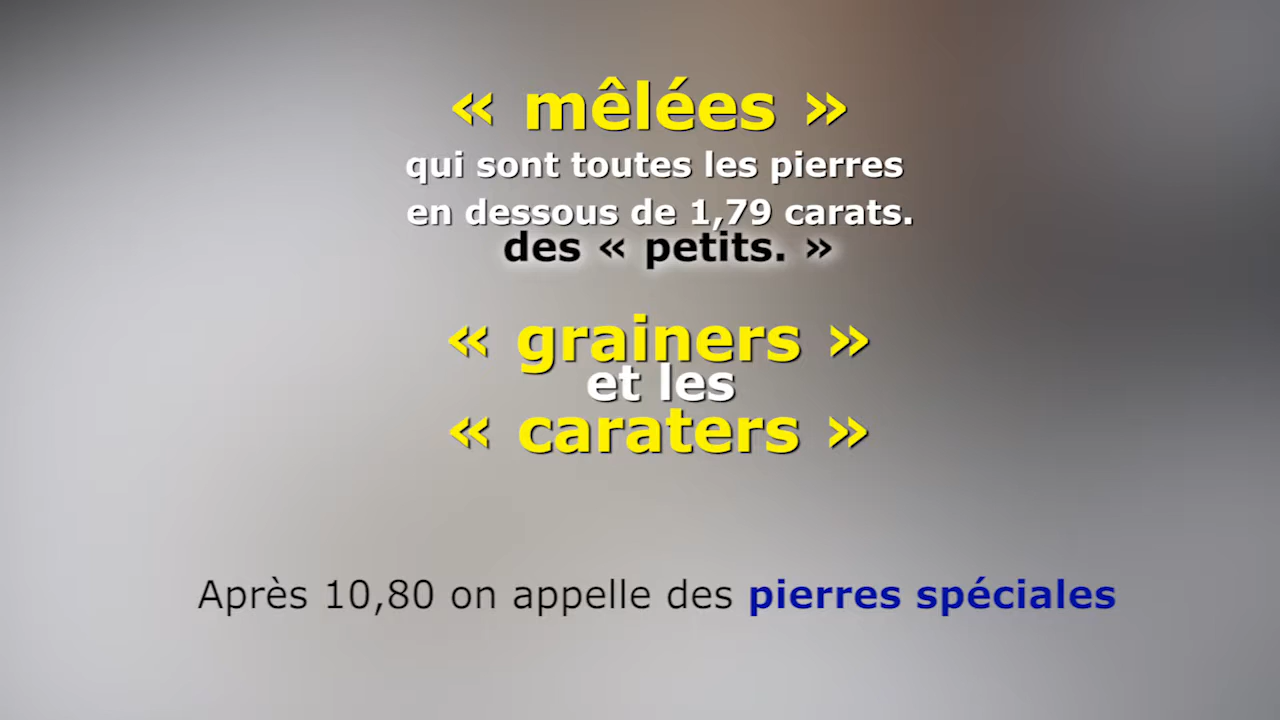 « mêlées »
qui sont toutes les pierres
en dessous de 1,79 carats.
des « petits. »
« grainers »
et les
« caraters »
Après 10,80 on appelle des pierres spéciales